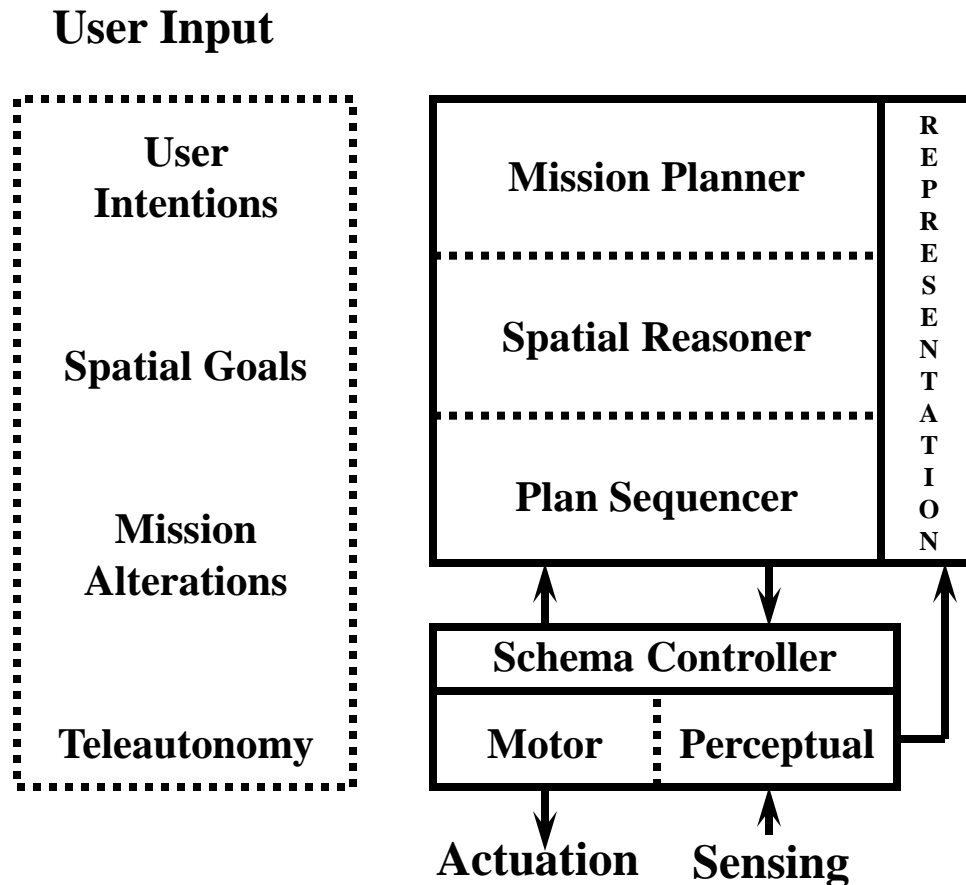 User Input
User
Intentions
Spatial Goals
Mission
Alterations
Teleautonomy
Mission Planner
Spatial Reasoner
Plan Sequencer
REPRESENTATION
Schema Controller
Motor
Perceptual
Actuation
Sensing